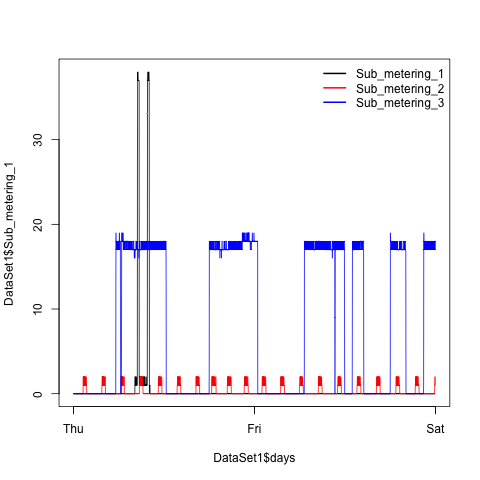 Sub_metering_1
Sub_metering_2
Sub_metering_3
DataSet1$Sub_metering_1
30
20
10
0
Thu Fri Sat
DataSet1$days